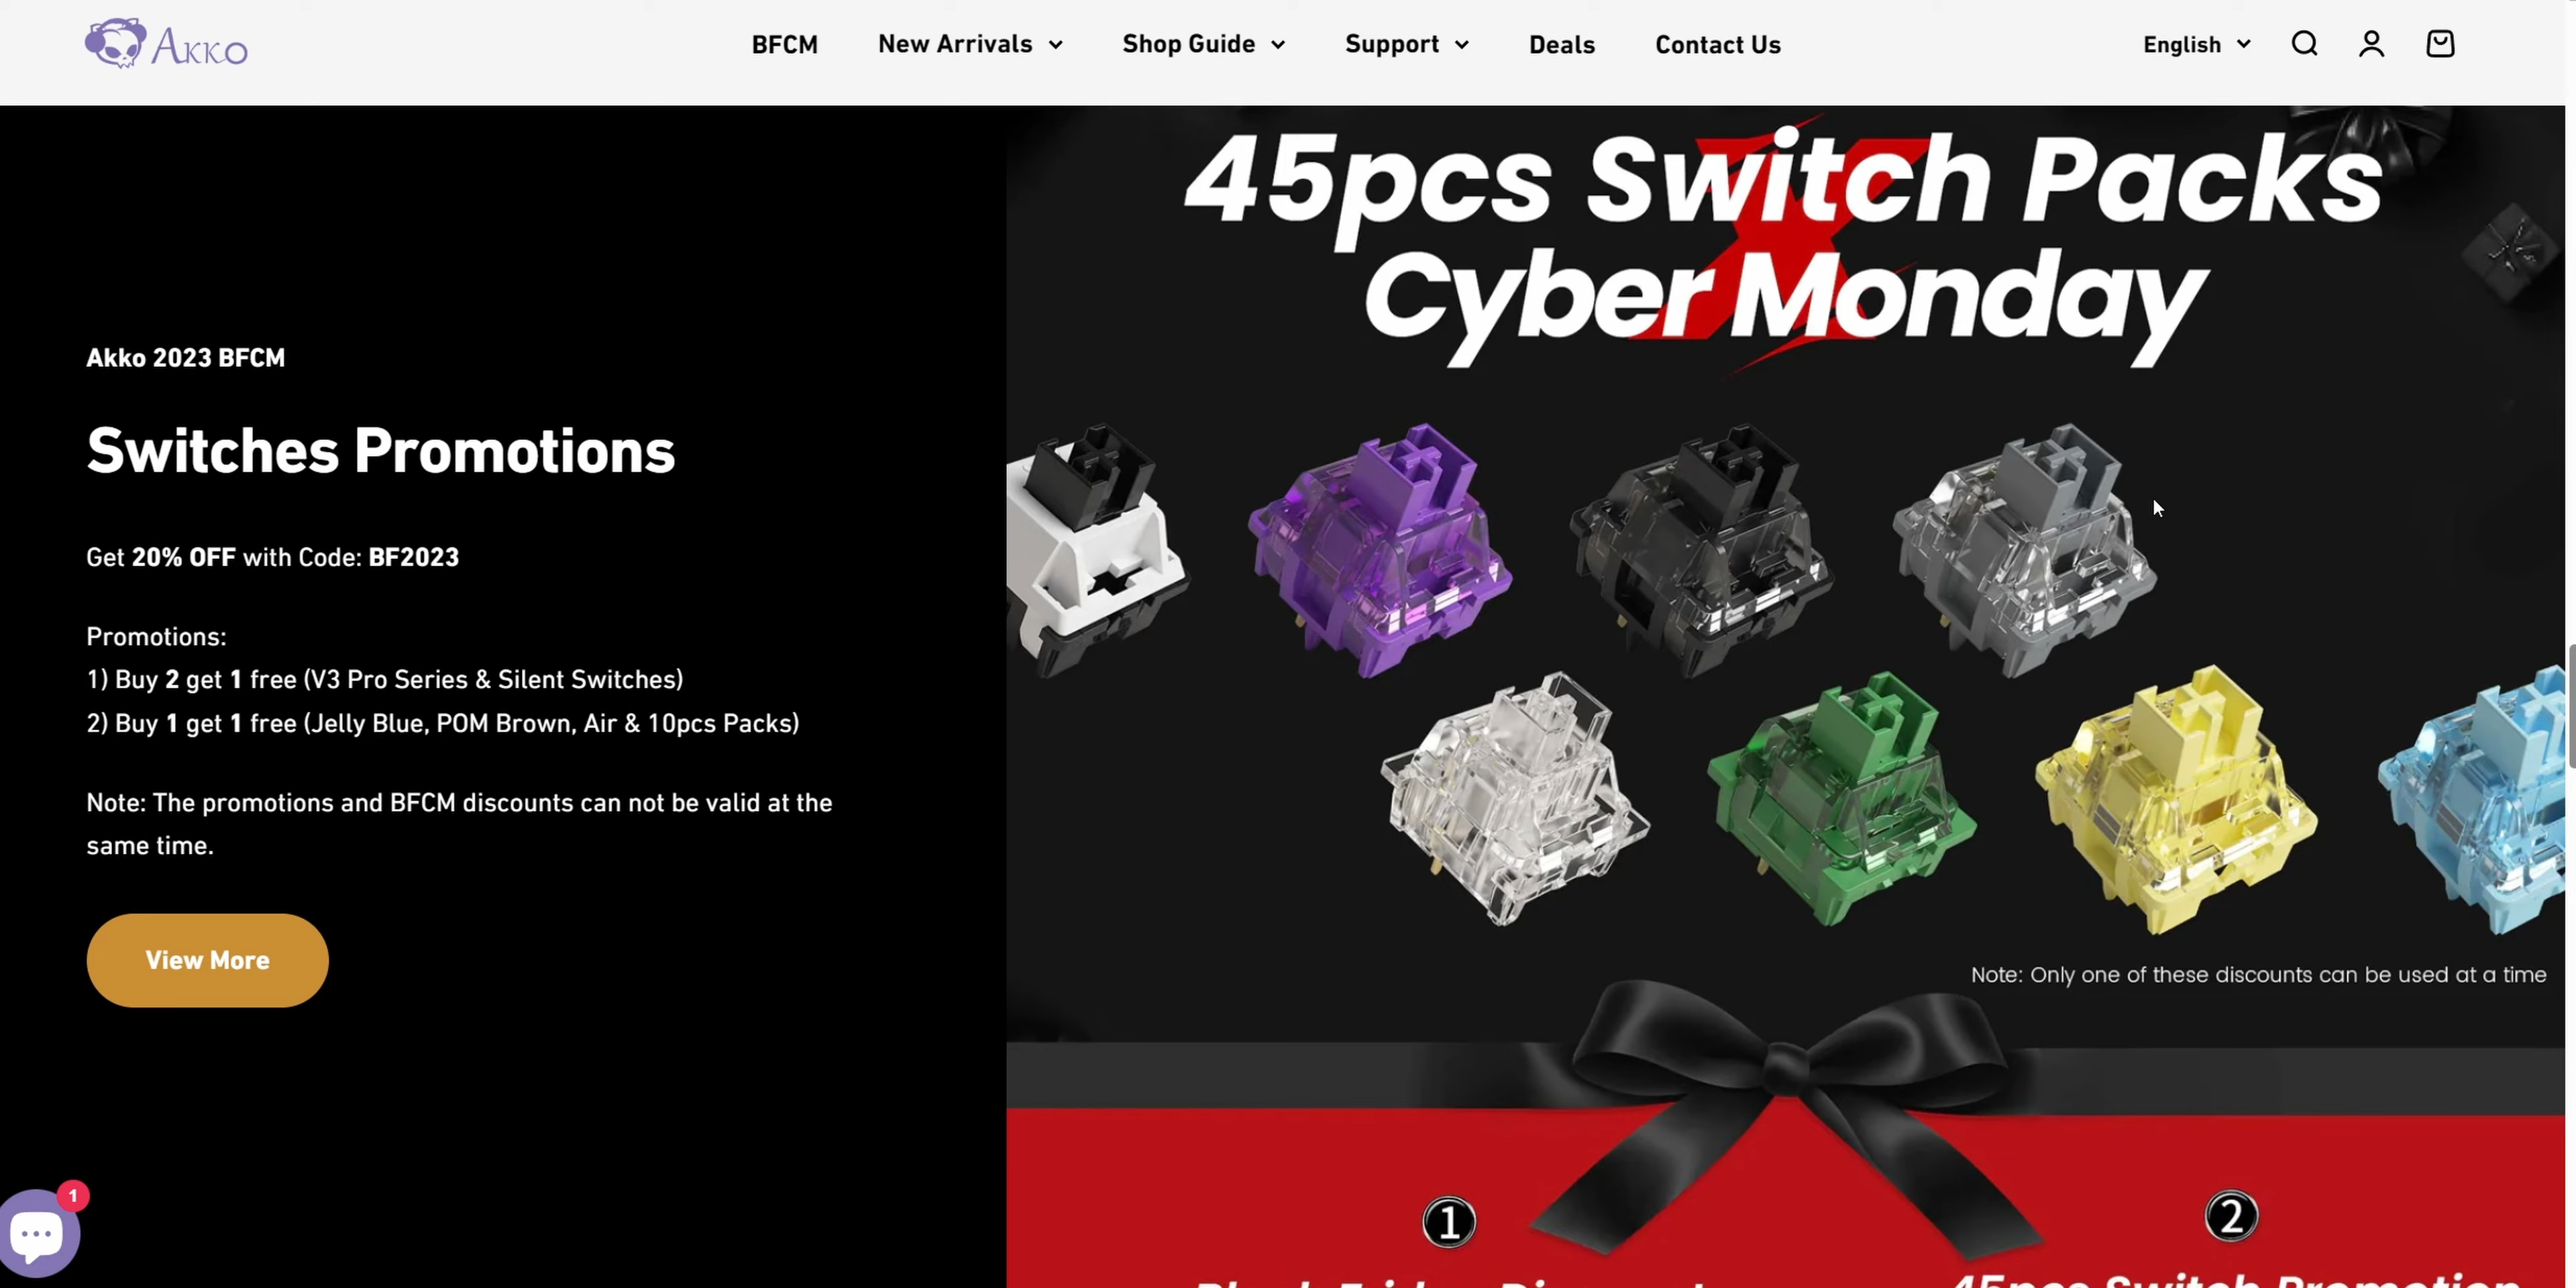 Akko
BFCM
New Arrivals
Shop Guide
Support
Deals
Contact Us
English
45pcs Switch Packs
Cyber Monday
Akko 2023 BFCM
Switches Promotions
Get 20% OFF with Code: BF2023
Promotions:
1) Buy 2 get 1 free (V3 Pro Series & Silent Switches)
2) Buy 1 get 1 free (Jelly Blue, POM Brown, Air & 10pcs Packs)
Note: The promotions and BFCM discounts can not be valid at the
same time.
View More
Note: Only one of these discounts can be used at a time
1
1
2
45pcs Switch Promotion